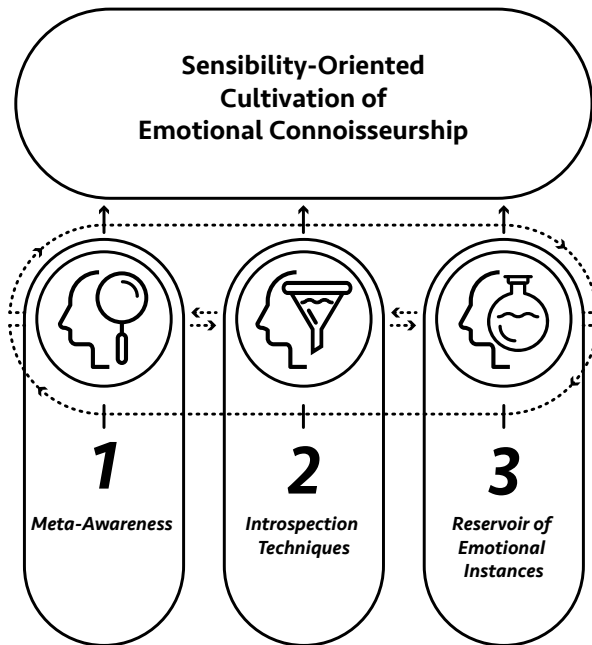 Sensibility-Oriented
Cultivation of
Emotional Connoisseurship
1
Meta-Awareness
2
Introspection
Techniques
3
Reservoir of
Emotional
Instances